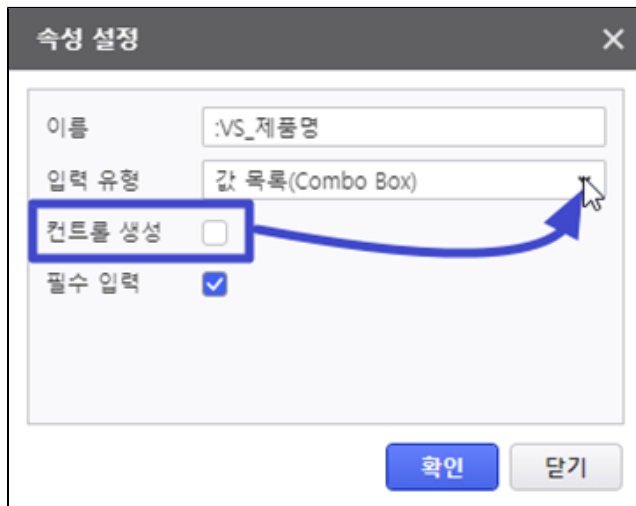 속성 설정
이름 :VS_제품명
입력 유형 값 목록(Combo Box)
컨트롤 생성
필수 입력
확인 닫기